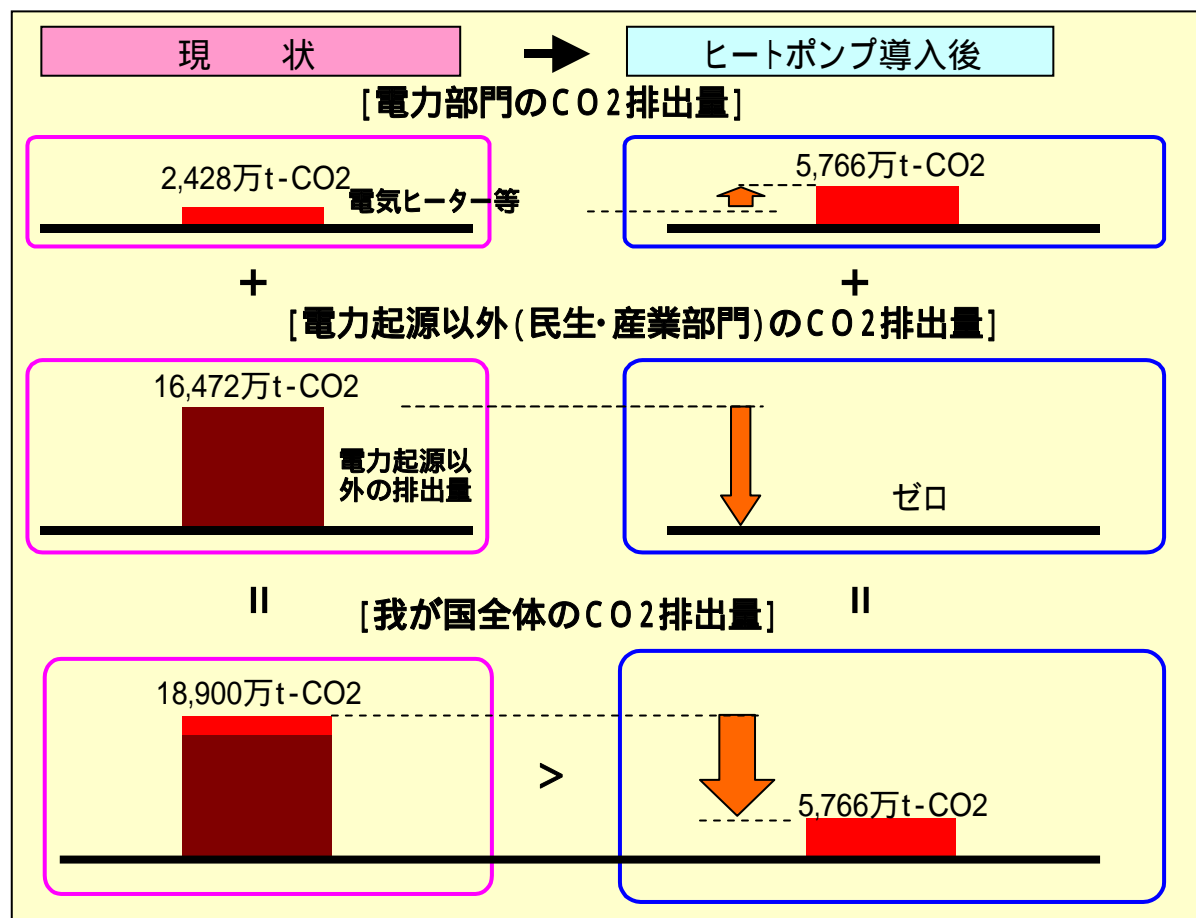 現 状
ヒートポンプ導入後
[電力部門のCO2排出量]
2,428万t-CO2
電気ヒーター等
5,766万t-CO2
+
+
[電力起源以外(民生・産業部門)のCO2排出量]
16,472万t-CO2
電力起源以
外の排出量
ゼロ
=
=
[我が国全体のCO2排出量]
18,900万t-CO2
>
5,766万t-CO2